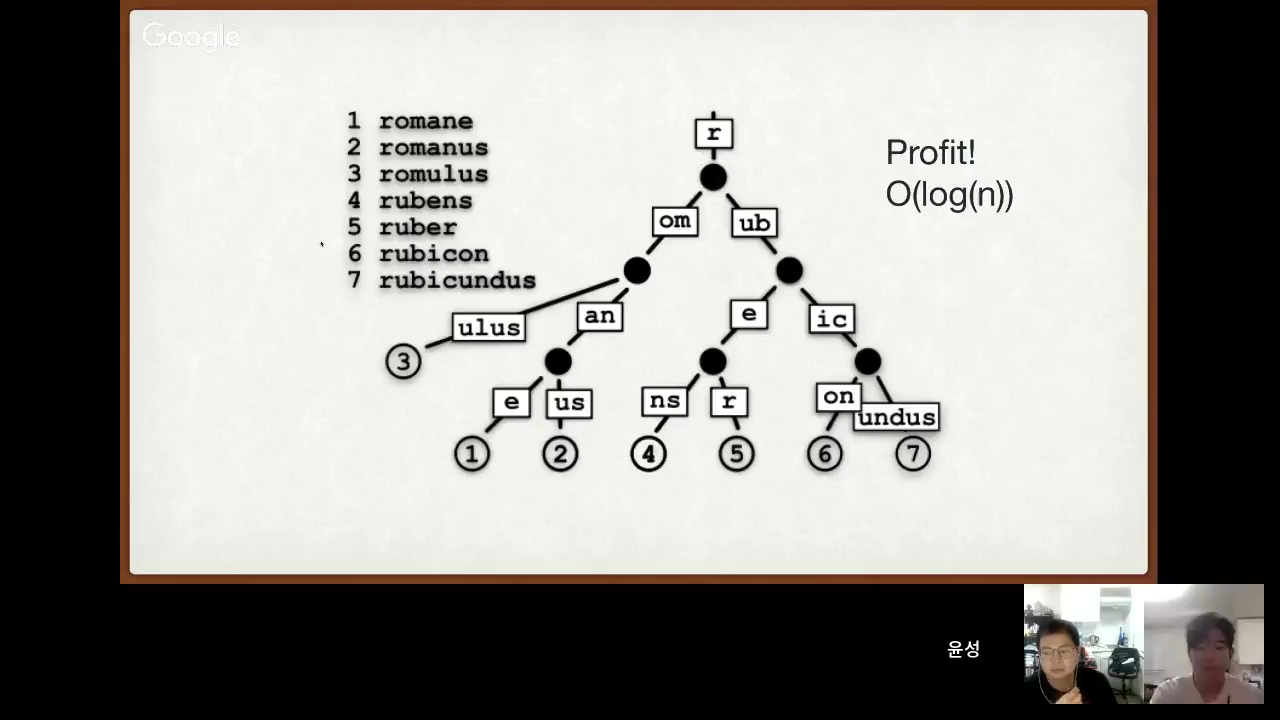 Google
1 romane
2 romanus
3 romulus
4 rubens
5 ruber
6 rubicon
7 rubicundus
r
Profit!
O(log(n))
om
ub
ulus
an
e
ic
3
e
us
ns
r
on
undus
1
2
4
5
6
7
윤성